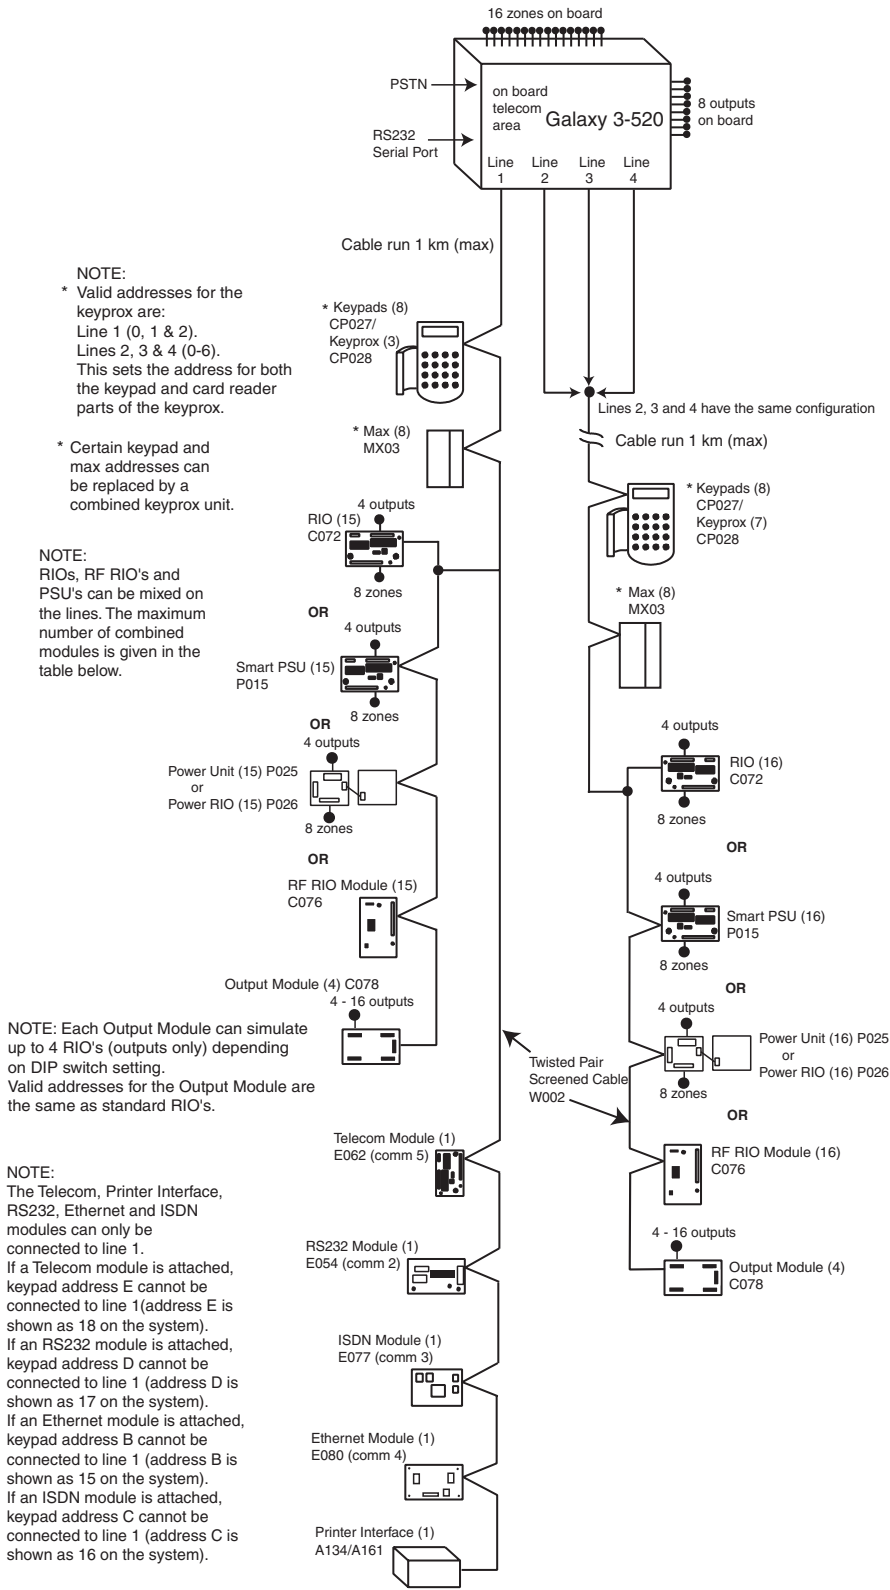 16 zones on board
PSTN
RS232
Serial Port
on board
telecom
area
Galaxy 3-520
8 outputs
on board
Line
1
Line
2
Line
3
Line
4
Cable run 1 km (max)
NOTE:
* Valid addresses for the
keyprox are:
Line 1 (0, 1 & 2).
Lines 2, 3 & 4 (0-6).
This sets the address for both
the keypad and card reader
parts of the keyprox.
* Certain keypad and
max addresses can
be replaced by a
combined keyprox unit.
NOTE:
RIOs, RF RIO's and
PSU's can be mixed on
the lines. The maximum
number of combined
modules is given in the
table below.
* Keypads (8)
CP027/
Keyprox (3)
CP028
* Max (8)
MX03
4 outputs
RIO (15)
C072
8 zones
OR
4 outputs
Smart PSU (15)
P015
8 zones
OR
4 outputs
Power Unit (15) P025
or
Power RIO (15) P026
8 zones
OR
RF RIO Module (15)
C076
Output Module (4) C078
4 - 16 outputs
NOTE: Each Output Module can simulate
up to 4 RIO's (outputs only) depending
on DIP switch setting.
Valid addresses for the Output Module are
the same as standard RIO's.
Telecom Module (1)
E062 (comm 5)
RS232 Module (1)
E054 (comm 2)
ISDN Module (1)
E077 (comm 3)
Ethernet Module (1)
E080 (comm 4)
Printer Interface (1)
A134/A161
NOTE:
The Telecom, Printer Interface,
RS232, Ethernet and ISDN
modules can only be
connected to line 1.
If a Telecom module is attached,
keypad address E cannot be
connected to line 1(address E is
shown as 18 on the system).
If an RS232 module is attached,
keypad address D cannot be
connected to line 1 (address D is
shown as 17 on the system).
If an Ethernet module is attached,
keypad address B cannot be
connected to line 1 (address B is
shown as 15 on the system).
If an ISDN module is attached,
keypad address C cannot be
connected to line 1 (address C is
shown as 16 on the system).
Lines 2, 3 and 4 have the same configuration
Cable run 1 km (max)
* Keypads (8)
CP027/
Keyprox (7)
CP028
* Max (8)
MX03
4 outputs
RIO (16)
C072
8 zones
OR
4 outputs
Smart PSU (16)
P015
8 zones
OR
4 outputs
Power Unit (16) P025
or
Power RIO (16) P026
8 zones
OR
Twisted Pair
Screened Cable
W002
RF RIO Module (16)
C076
4 - 16 outputs
Output Module (4)
C078